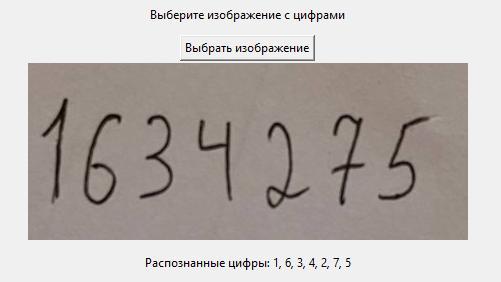 Выберите изображение с цифрами
Выбрать изображение
1634275
Распознанные цифры: 1, 6, 3, 4, 2, 7, 5